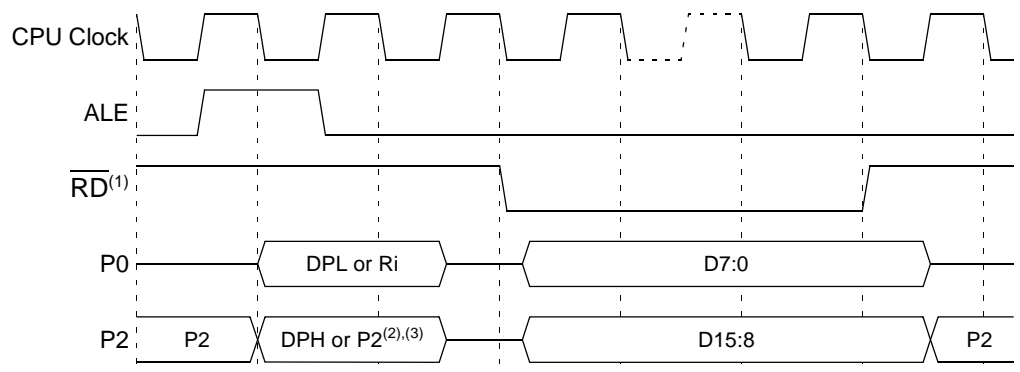 CPU Clock
ALE
RD(1)
P0 DPL or Ri D7:0
P2 P2 DPH or P2(2),(3) D15:8 P2